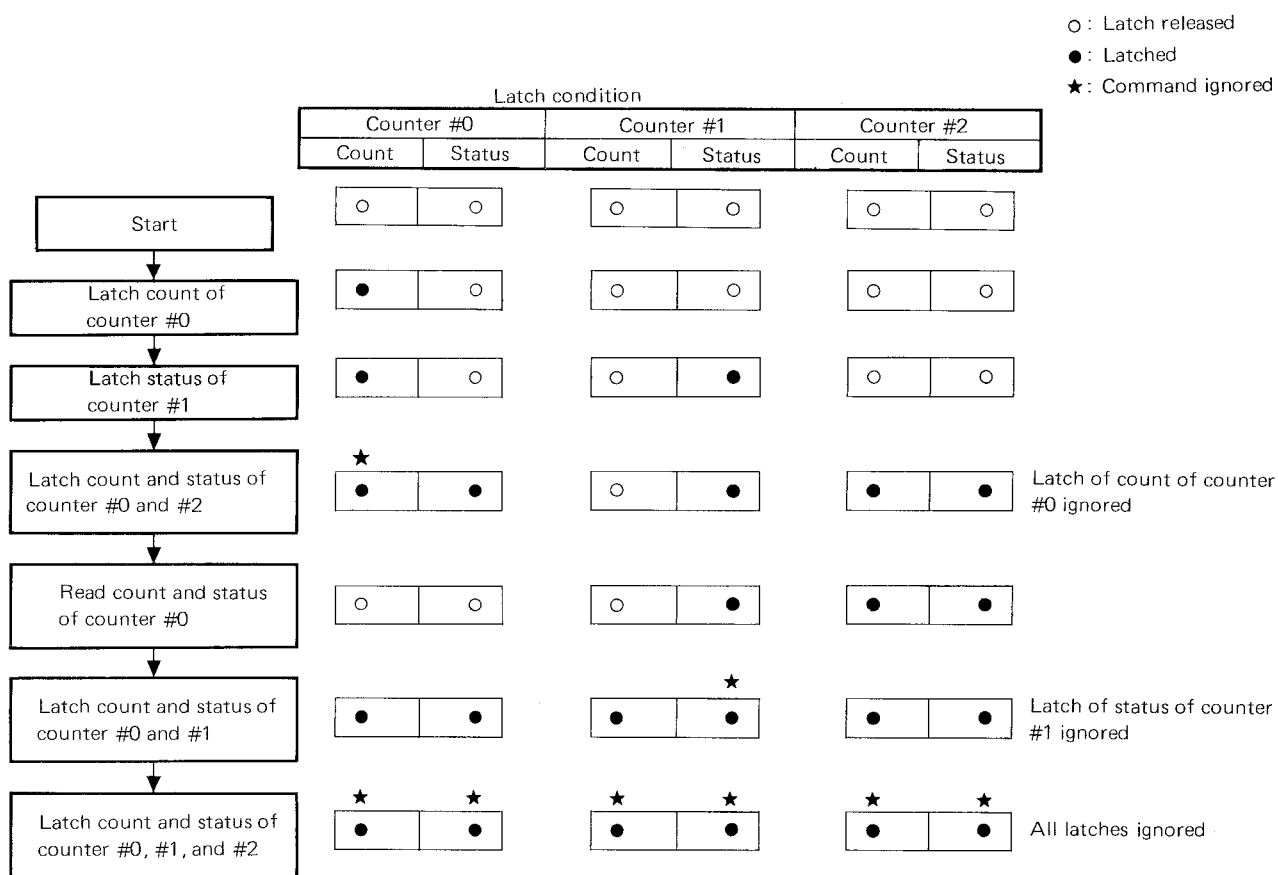 ○ : Latch released
● : Latched
★ : Command ignored
Latch condition
Counter #0 Counter #1 Counter #2
Count Status Count Status Count Status
Start
Latch count of
counter #0
Latch status of
counter #1
Latch count and status of
counter #0 and #2
Latch of count of counter
#0 ignored
Read count and status
of counter #0
Latch count and status of
counter #0 and #1
Latch of status of counter
#1 ignored
Latch count and status of
counter #0, #1, and #2
All latches ignored